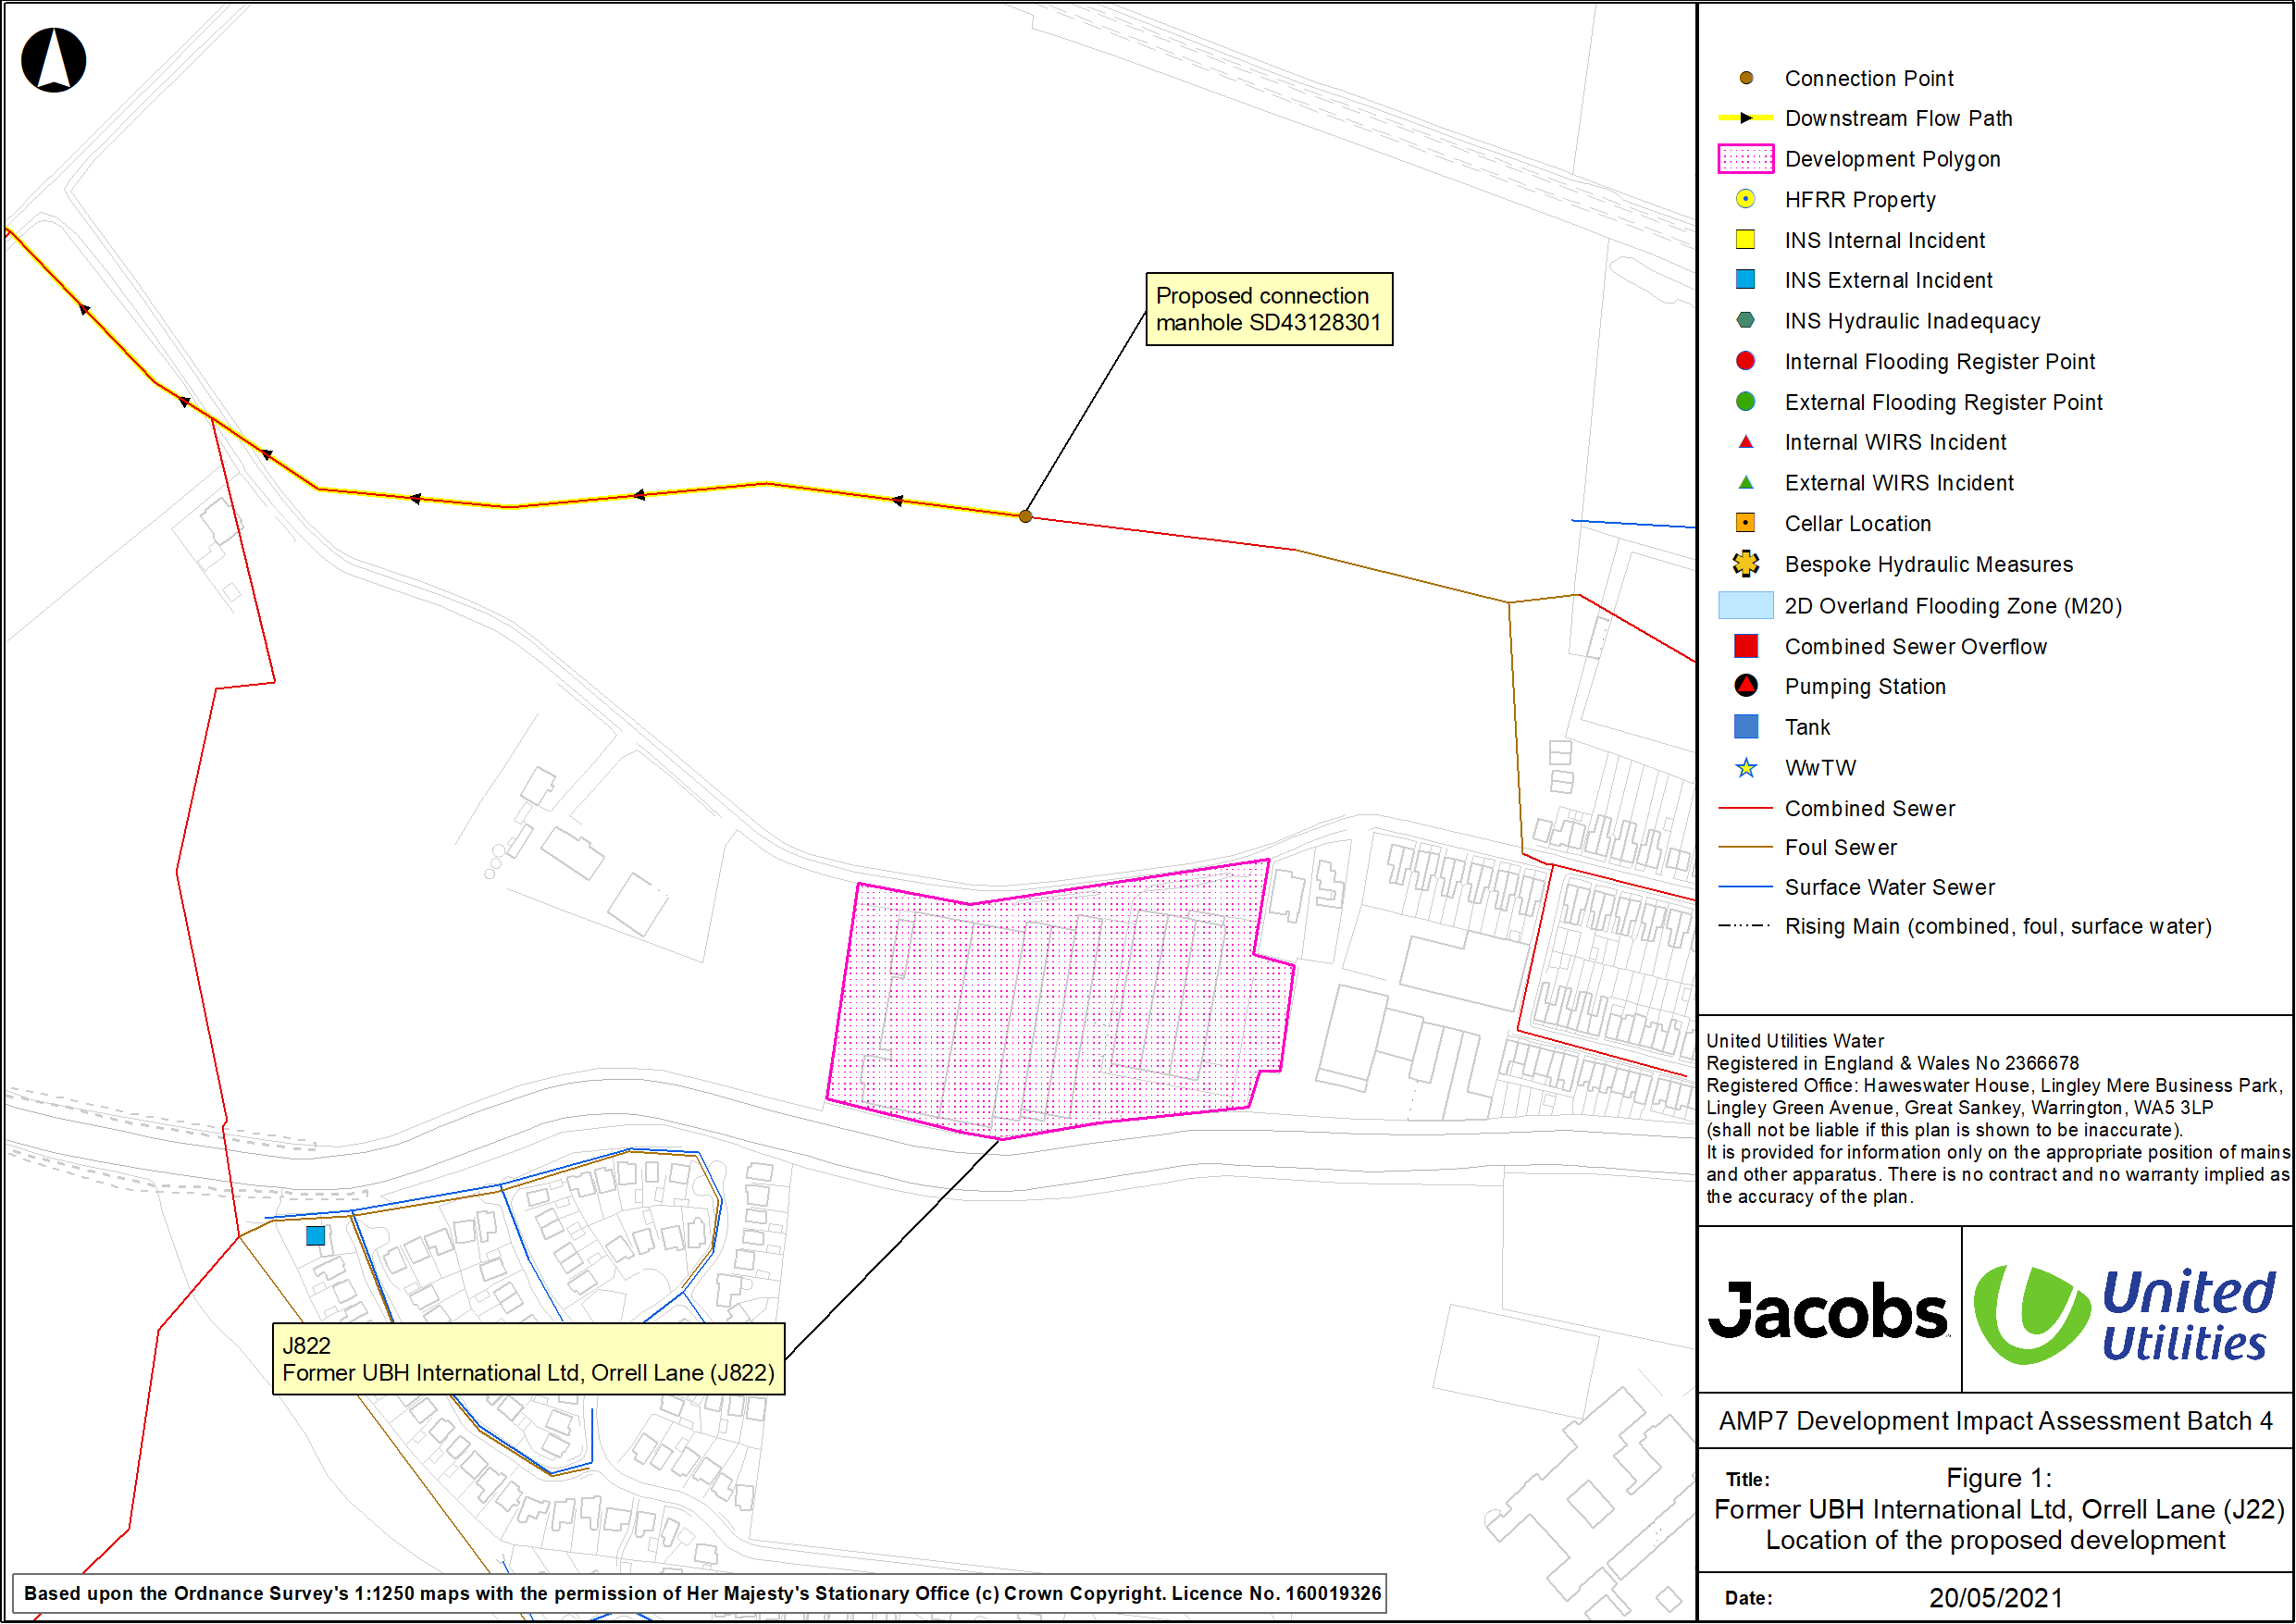 Proposed connection
manhole SD43128301
J822
Former UBH International Ltd, Orrell Lane (J822)
Based upon the Ordnance Survey's 1:1250 maps with the permission of Her Majesty's Stationary Office (c) Crown Copyright. Licence No. 160019326
Connection Point
Downstream Flow Path
Development Polygon
HFRR Property
INS Internal Incident
INS External Incident
INS Hydraulic Inadequacy
Internal Flooding Register Point
External Flooding Register Point
Internal WIRS Incident
External WIRS Incident
Cellar Location
Bespoke Hydraulic Measures
2D Overland Flooding Zone (M20)
Combined Sewer Overflow
Pumping Station
Tank
WwTW
Combined Sewer
Foul Sewer
Surface Water Sewer
Rising Main (combined, foul, surface water)
United Utilities Water
Registered in England & Wales No 2366678
Registered Office: Haweswater House, Lingley Mere Business Park,
Lingley Green Avenue, Great Sankey, Warrington, WA5 3LP
(shall not be liable if this plan is shown to be inaccurate).
It is provided for information only on the appropriate position of mains
and other apparatus. There is no contract and no warranty implied as
the accuracy of the plan.
Jacobs
United
Utilities
AMP7 Development Impact Assessment Batch 4
Title: Figure 1:
Former UBH International Ltd, Orrell Lane (J22)
Location of the proposed development
Date: 20/05/2021